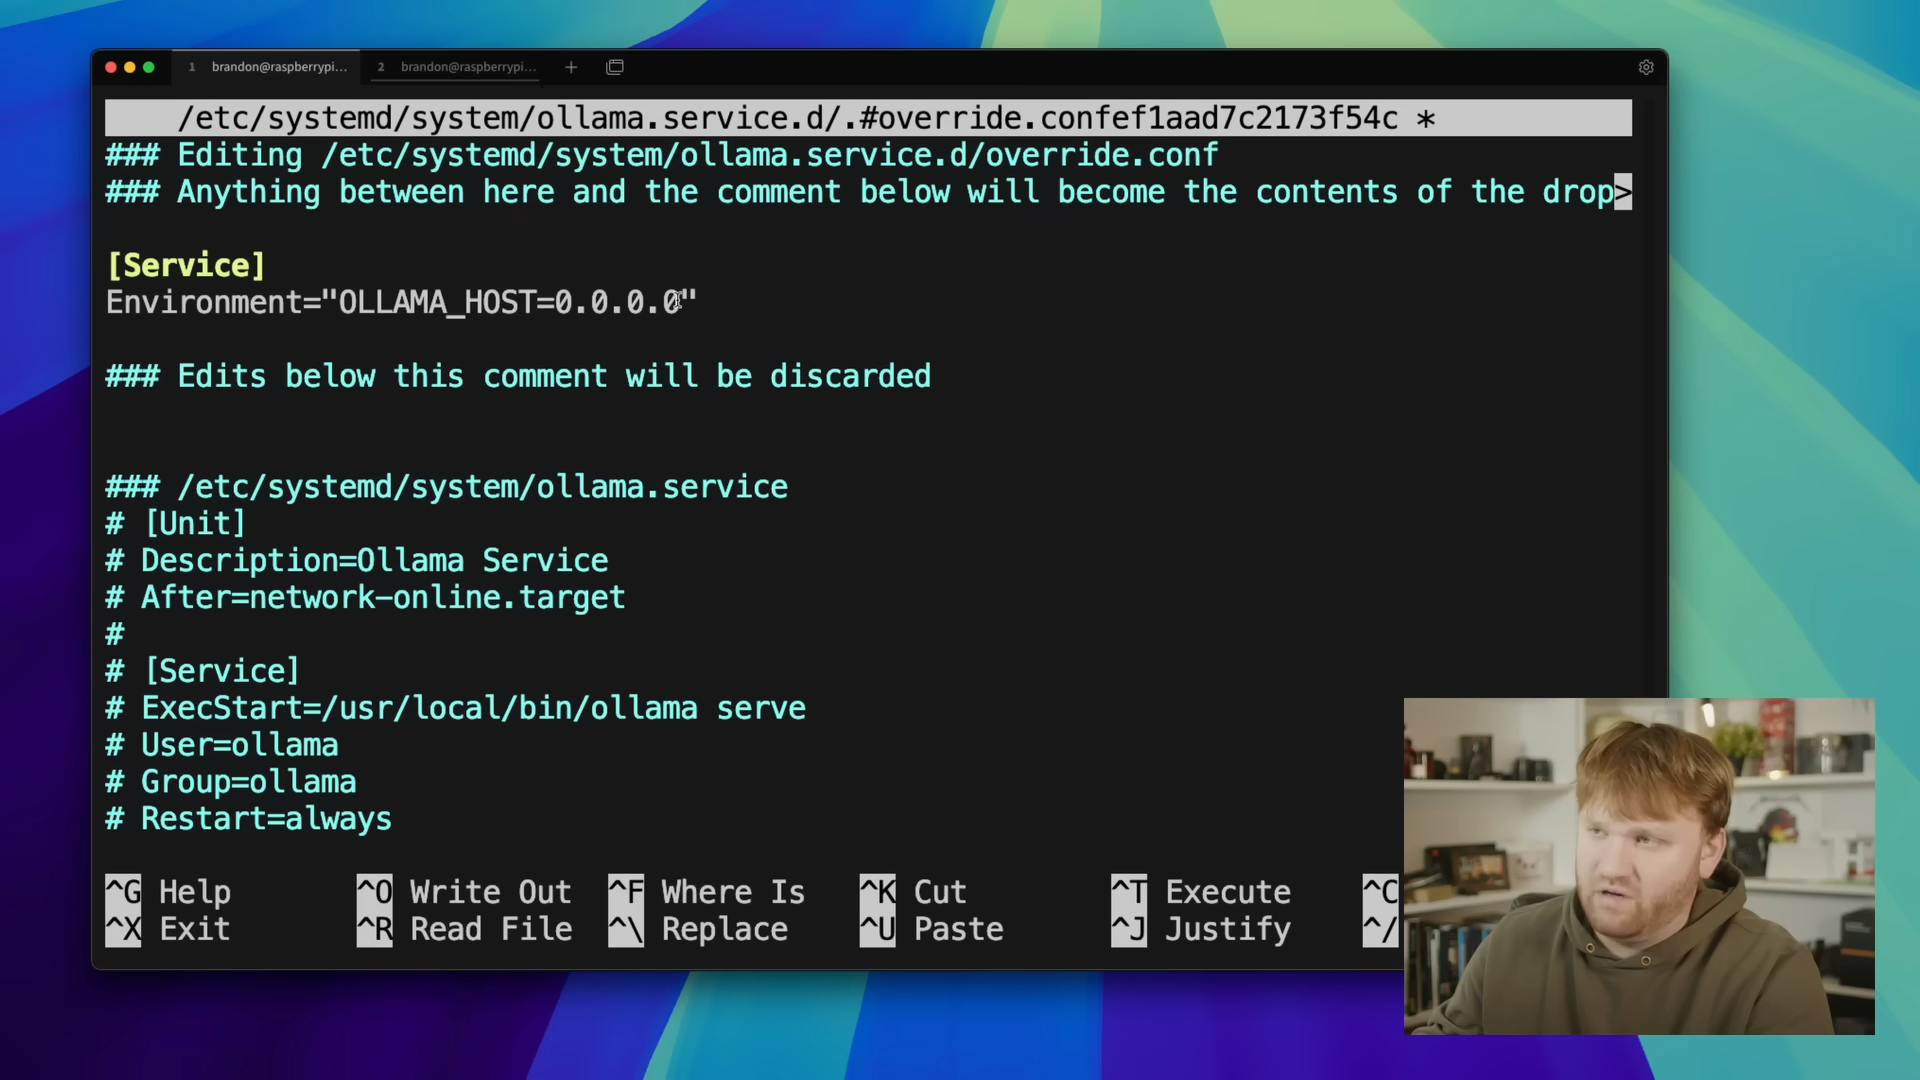 1 brandon@raspberrypi... 2 brandon@raspberrypi... +
/etc/systemd/system/ollama.service.d/.#override.confef1aad7c2173f54c *
### Editing /etc/systemd/system/ollama.service.d/override.conf
### Anything between here and the comment below will become the contents of the drop>
[Service]
Environment="OLLAMA_HOST=0.0.0.0"
### Edits below this comment will be discarded
### /etc/systemd/system/ollama.service
# [Unit]
# Description=Ollama Service
# After=network-online.target
#
# [Service]
# ExecStart=/usr/local/bin/ollama serve
# User=ollama
# Group=ollama
# Restart=always
^G Help ^O Write Out ^F Where Is ^K Cut ^T Execute ^C
^X Exit ^R Read File ^\ Replace ^U Paste ^J Justify ^/